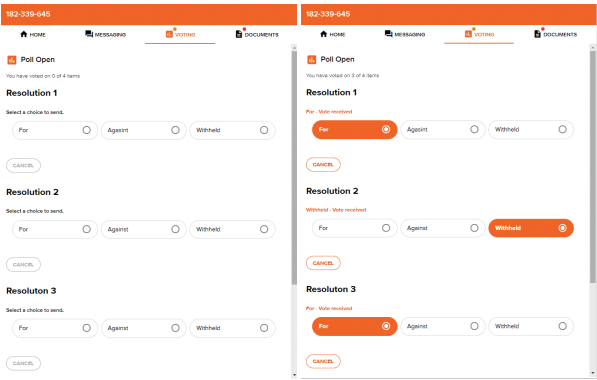 182-339-645
HOME MESSAGING VOTING DOCUMENTS
Poll Open
You have voted on 0 of 4 items
Resolution 1
Select a choice to send.
For Agasint Withheld
CANCEL
Resolution 2
Select a choice to send.
For Against Withheld
CANCEL
Resoluton 3
Select a choice to send.
For Against Withheld
CANCEL
182-339-645
HOME MESSAGING VOTING DOCUMENTS
Poll Open
You have voted on 3 of 4 items
Resolution 1
For - Vote received
For Agasint Withheld
CANCEL
Resolution 2
Withheld - Vote received
For Against Withheld
CANCEL
Resoluton 3
For - Vote received
For Against Withheld
CANCEL